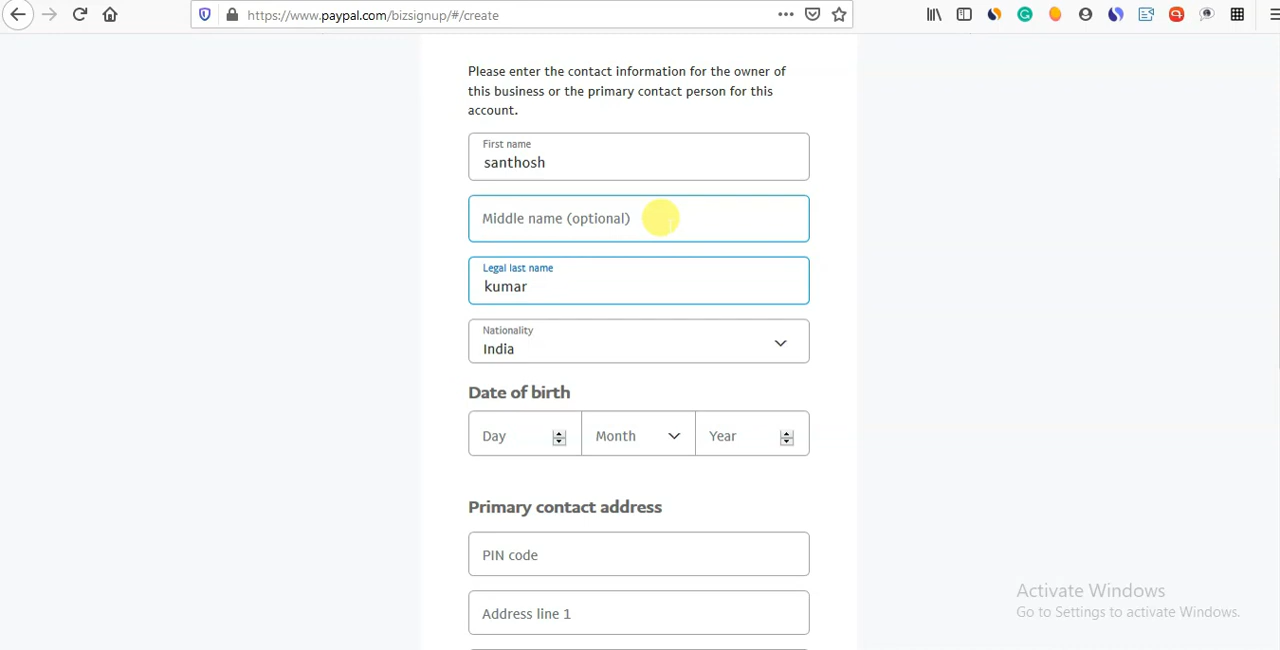 https://www.paypal.com/bizsignup/#/create
Please enter the contact information for the owner of
this business or the primary contact person for this
account.
First name
santhosh
Middle name (optional)
Legal last name
kumar
Nationality
India
Date of birth
Day
Month
Year
Primary contact address
PIN code
Address line 1
Activate Windows
Go to Settings to activate Windows.